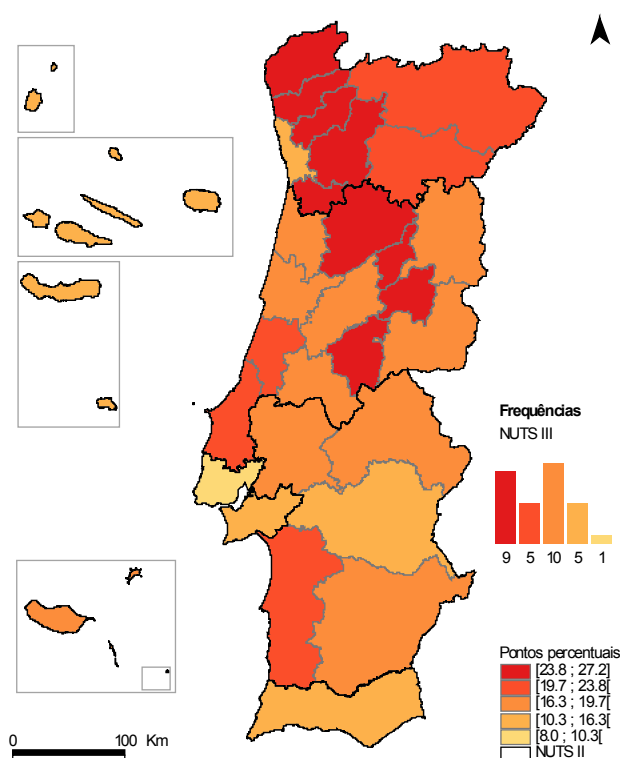 Frequências
NUTS III
9 5 10 5 1
Pontos percentuais
[23.8 ; 27.2]
[19.7 ; 23.8[
[16.3 ; 19.7[
[10.3 ; 16.3[
[8.0 ; 10.3[
NUTS II
0 100 Km